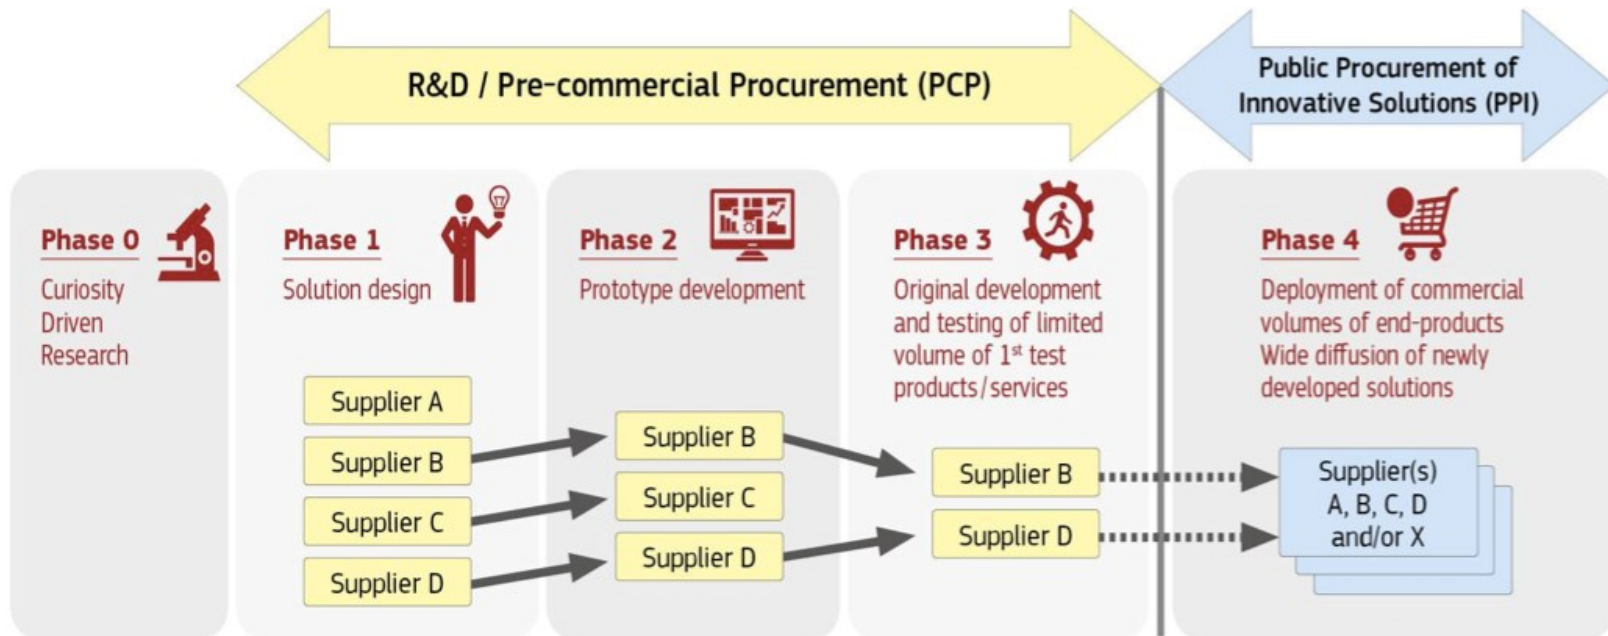 R&D / Pre-commercial Procurement (PCP)
Public Procurement of
Innovative Solutions (PPI)
Phase 0
Curiosity
Driven
Research
Phase 1
Solution design
Supplier A
Supplier B
Supplier C
Supplier D
Phase 2
Prototype development
Supplier B
Supplier C
Supplier D
Phase 3
Original development
and testing of limited
volume of 1st test
products/services
Supplier B
Supplier D
Phase 4
Deployment of commercial
volumes of end-products
Wide diffusion of newly
developed solutions
Supplier(s)
A, B, C, D
and/or X